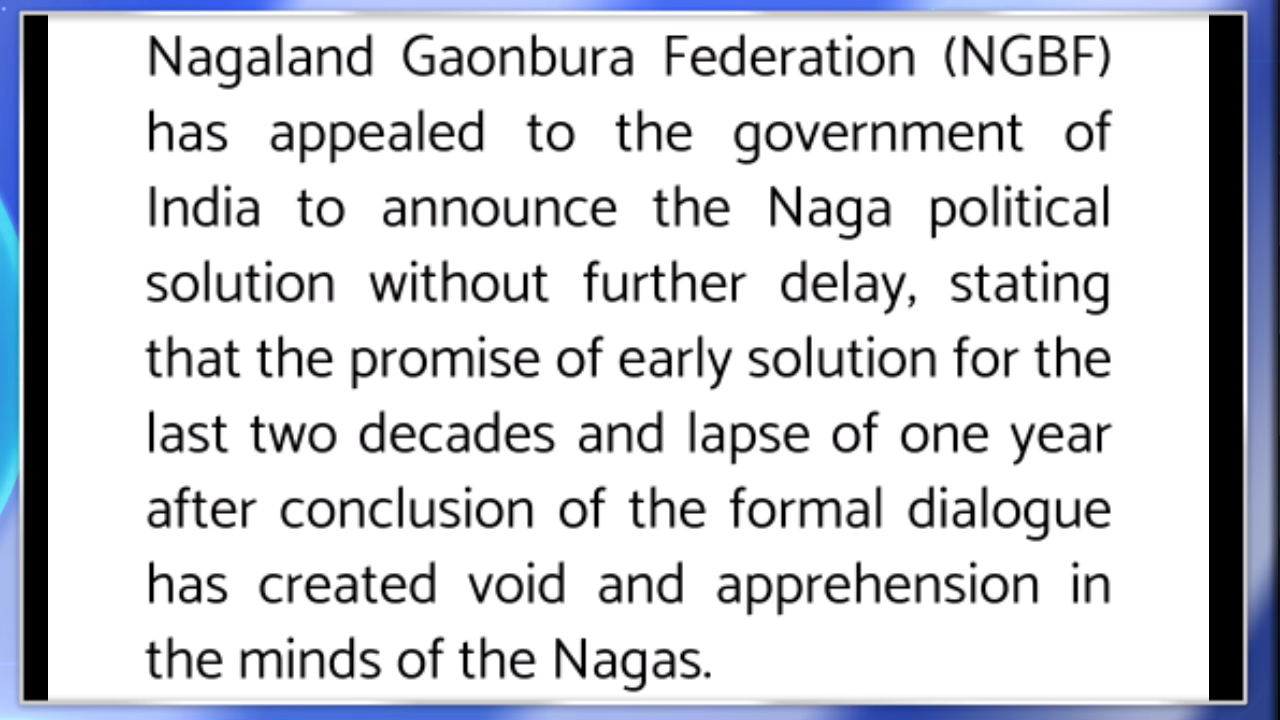 Nagaland Gaonbura Federation (NGBF)
has appealed to the government of
India to announce the Naga political
solution without further delay, stating
that the promise of early solution for the
last two decades and lapse of one year
after conclusion of the formal dialogue
has created void and apprehension in
the minds of the Nagas.